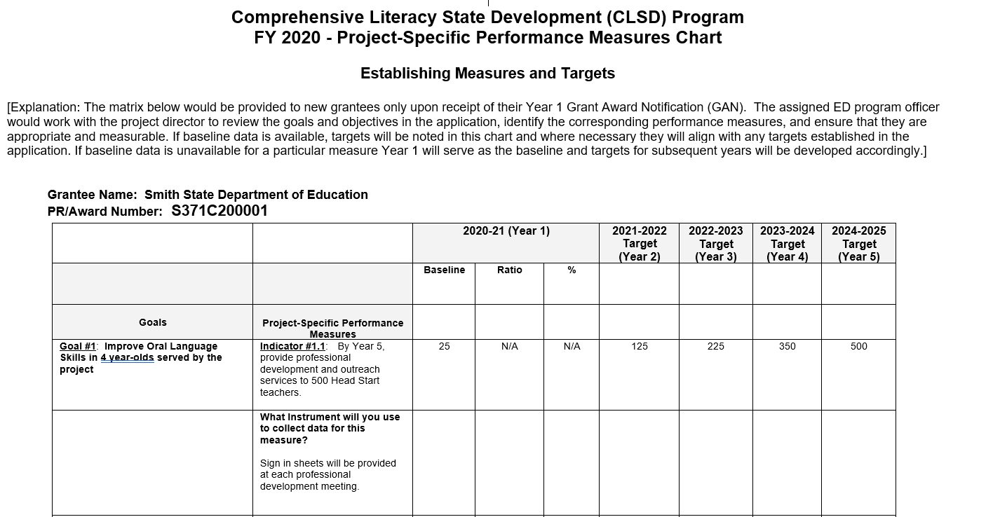 Comprehensive Literacy State Development (CLSD) Program
FY 2020 - Project-Specific Performance Measures Chart
Establishing Measures and Targets
[Explanation: The matrix below would be provided to new grantees only upon receipt of their Year 1 Grant Award Notification (GAN).  The assigned ED program officer
would work with the project director to review the goals and objectives in the application, identify the corresponding performance measures, and ensure that they are
appropriate and measurable. If baseline data is available, targets will be noted in this chart and where necessary they will align with any targets established in the
application. If baseline data is unavailable for a particular measure Year 1 will serve as the baseline and targets for subsequent years will be developed accordingly.]
Grantee Name:  Smith State Department of Education
PR/Award Number:  S371C200001
2020-21 (Year 1)
2021-2022
Target
(Year 2)
2022-2023
Target
(Year 3)
2023-2024
Target
(Year 4)
2024-2025
Target
(Year 5)
Baseline
Ratio
%
Goals
Project-Specific Performance
Measures
Goal #1:  Improve Oral Language
Skills in 4 year-olds served by the
project
Indicator #1.1:   By Year 5,
provide professional
development and outreach
services to 500 Head Start
teachers.
25
N/A
N/A
125
225
350
500
What Instrument will you use
to collect data for this
measure?
Sign in sheets will be provided
at each professional
development meeting.